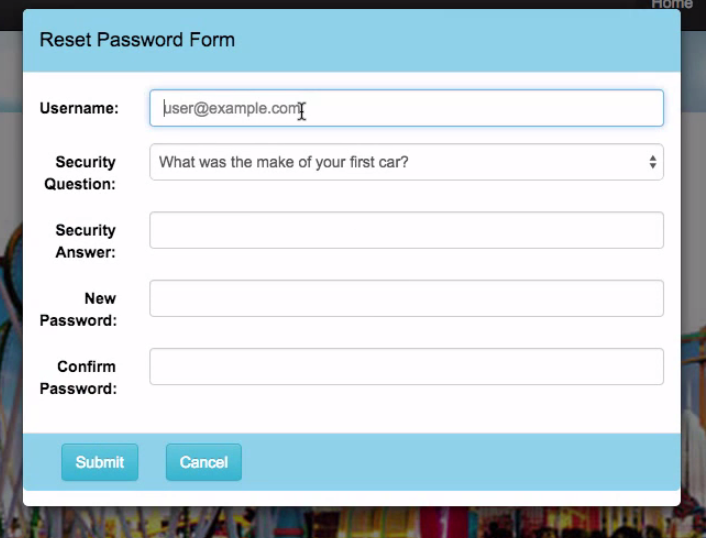 Home
Reset Password Form
Username:
user@example.com
Security
Question:
What was the make of your first car?
Security
Answer:
New
Password:
Confirm
Password:
Submit
Cancel